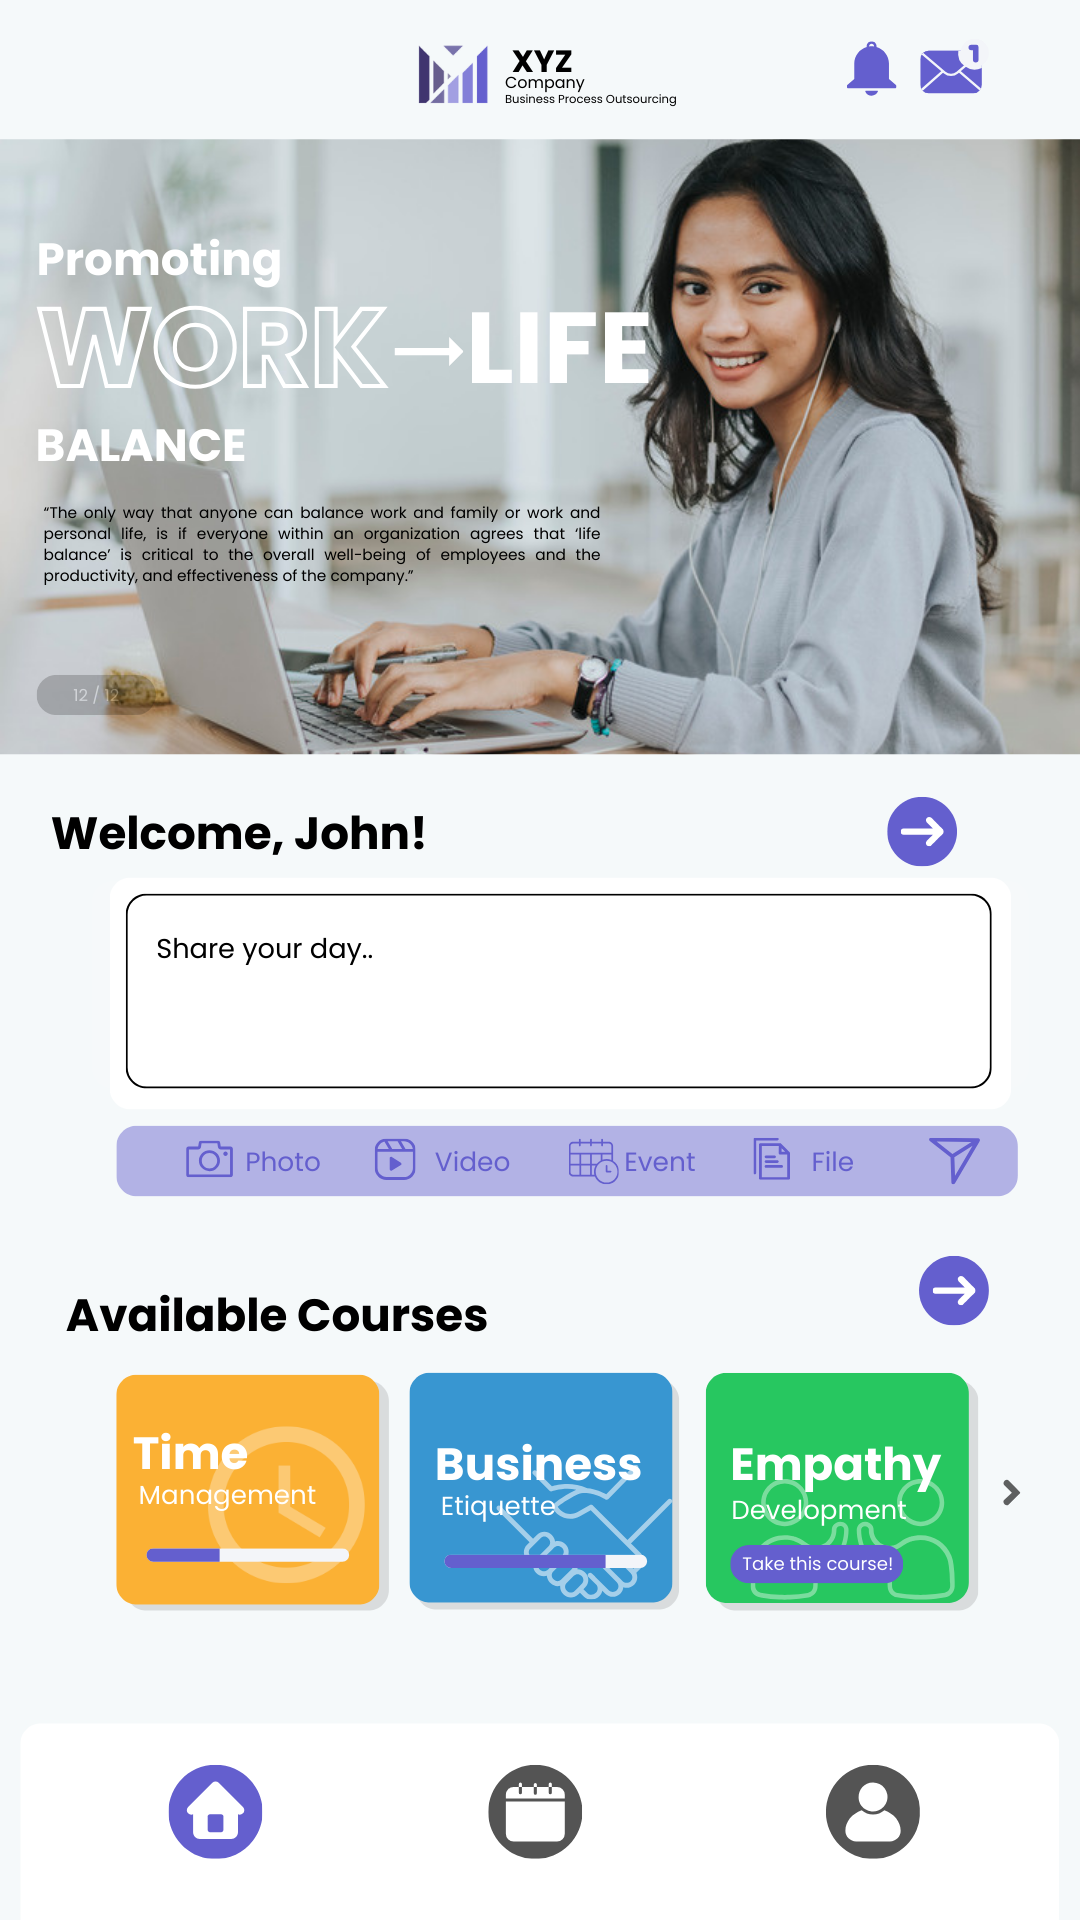 XYZ
Company
Business Process Outsourcing
1
Promoting
WORK→LIFE
BALANCE
“The only way that anyone can balance work and family or work and
personal life, is if everyone within an organization agrees that ‘life
balance’ is critical to the overall well-being of employees and the
productivity, and effectiveness of the company.”
12 / 12
Welcome, John!
Share your day..
Photo Video Event File
Available Courses
Time
Management
Business
Etiquette
Empathy
Development
Take this course!